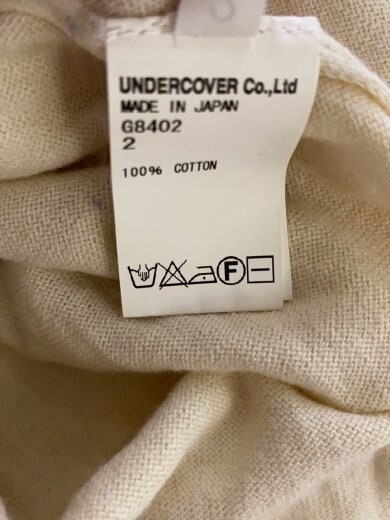 UNDERCOVER Co.,Ltd
MADE IN JAPAN
G8402
2
100% COTTON
F